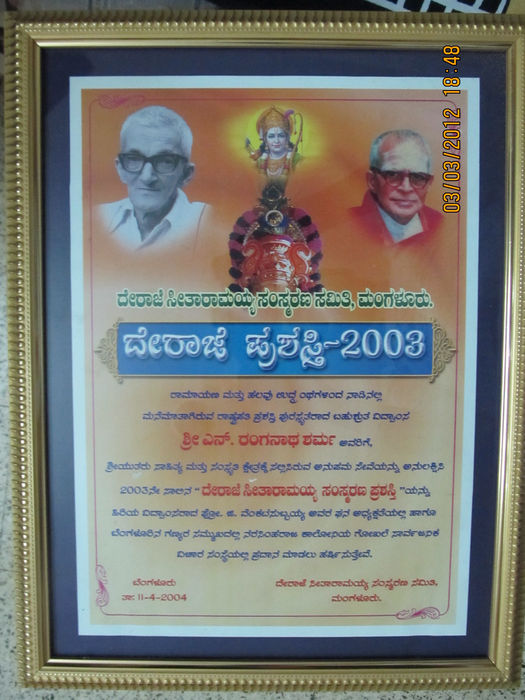 03/03/2012 18:48
ದೇರಾಜೆ ಸೀತಾರಾಮಯ್ಯ ಸಂಸ್ಮರಣ ಸಮಿತಿ, ಮಂಗಳೂರು.
ದೇರಾಜೆ ಪ್ರಶಸ್ತಿ-2003
ರಾಮಾಯಣ ಮತ್ತು ಹಲವು ಉದ್ಗ್ರಂಥಗಳಿಂದ ನಾಡಿನಲ್ಲಿ
ಮನೆಮಾತಾಗಿರುವ ರಾಷ್ಟ್ರಪತಿ ಪ್ರಶಸ್ತಿ ಪುರಸ್ಕೃತರಾದ ಬಹುಶ್ರುತ ವಿದ್ವಾಂಸ
ಶ್ರೀ ಎನ್. ರಂಗನಾಥ ಶರ್ಮ ಅವರಿಗೆ,
ಶ್ರೀಯುತರು ಸಾಹಿತ್ಯ ಮತ್ತು ಸಂಸ್ಕೃತಿ ಕ್ಷೇತ್ರಕ್ಕೆ ಸಲ್ಲಿಸಿರುವ ಅನುಪಮ ಸೇವೆಯನ್ನು ಅನುಲಕ್ಷಿಸಿ
2003ನೇ ಸಾಲಿನ "ದೇರಾಜೆ ಸೀತಾರಾಮಯ್ಯ ಸಂಸ್ಮರಣ ಪ್ರಶಸ್ತಿ"ಯನ್ನು
ಹಿರಿಯ ವಿದ್ವಾಂಸರಾದ ಪ್ರೋ. ಜಿ. ವೆಂಕಟಸುಬ್ಬಯ್ಯ ಅವರ ಘನ ಅಧ್ಯಕ್ಷತೆಯಲ್ಲಿ ಹಾಗೂ
ಬೆಂಗಳೂರಿನ ಗಣ್ಯರ ಸಮ್ಮುಖದಲ್ಲಿ ನರಸಿಂಹರಾಜ ಕಾಲೋನಿಯ ಗೋಖಲೆ ಸಾರ್ವಜನಿಕ
ವಿಚಾರ ಸಂಸ್ಥೆಯಲ್ಲಿ ಪ್ರದಾನ ಮಾಡಲು ಹರ್ಷಿಸುತ್ತೇವೆ.
ಬೆಂಗಳೂರು
ತಾ: 11-4-2004
ದೇರಾಜೆ ಸೀತಾರಾಮಯ್ಯ ಸಂಸ್ಮರಣ ಸಮಿತಿ,
ಮಂಗಳೂರು.